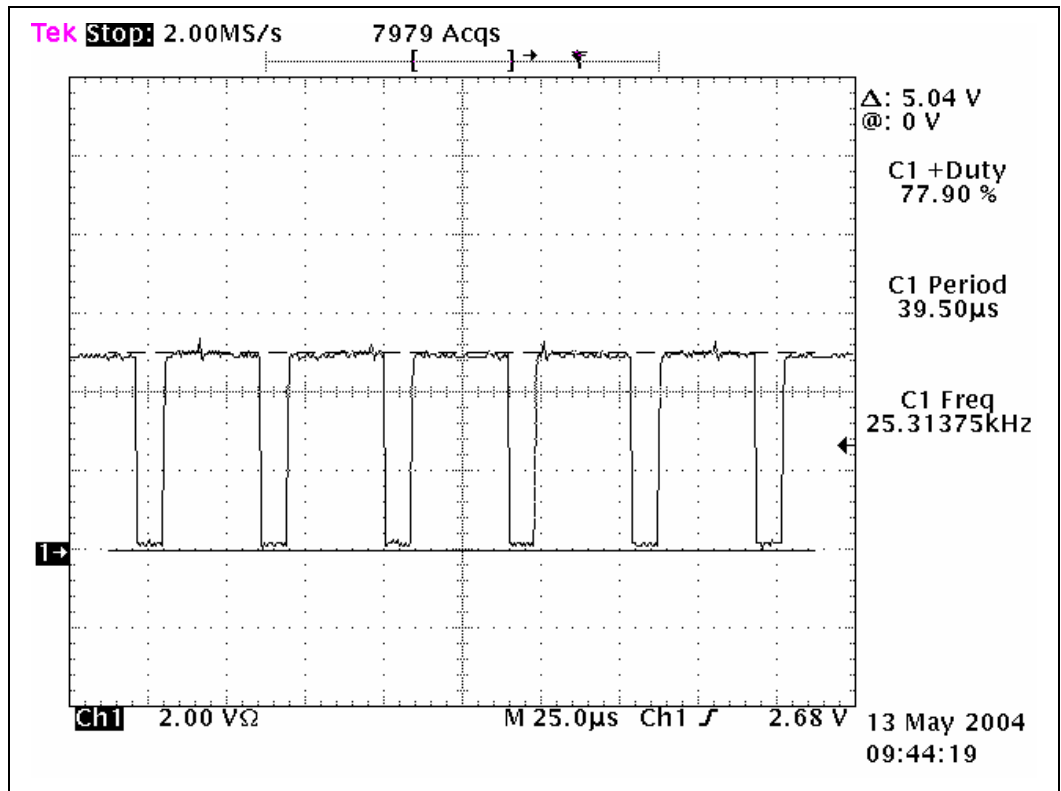 Tek Stop: 2.00MS/s 7979 Acqs
Δ: 5.04 V
@: 0 V
C1 +Duty
77.90 %
C1 Period
39.50µs
C1 Freq
25.31375kHz
1→
Ch1 2.00 VΩ M 25.0µs Ch1 2.68 V
13 May 2004
09:44:19